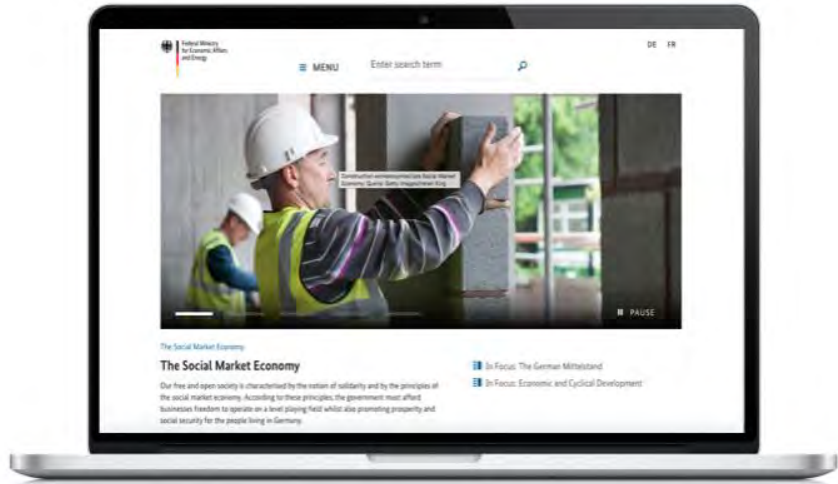 Federal Ministry
for Economic Affairs
and Energy
MENU
Enter search term
DE FR
Economy Quelle: Getty Images/
PAUSE
The Social Market Economy
The Social Market Economy
Our free and open society is characterised by the notion of solidarity and by the principles of
the social market economy. According to these principles, the government must afford
businesses freedom to operate on a level playing field whilst also promoting prosperity and
social security for the people living in Germany.
In Focus: The German Mittelstand
In Focus: Economic and Cyclical Development